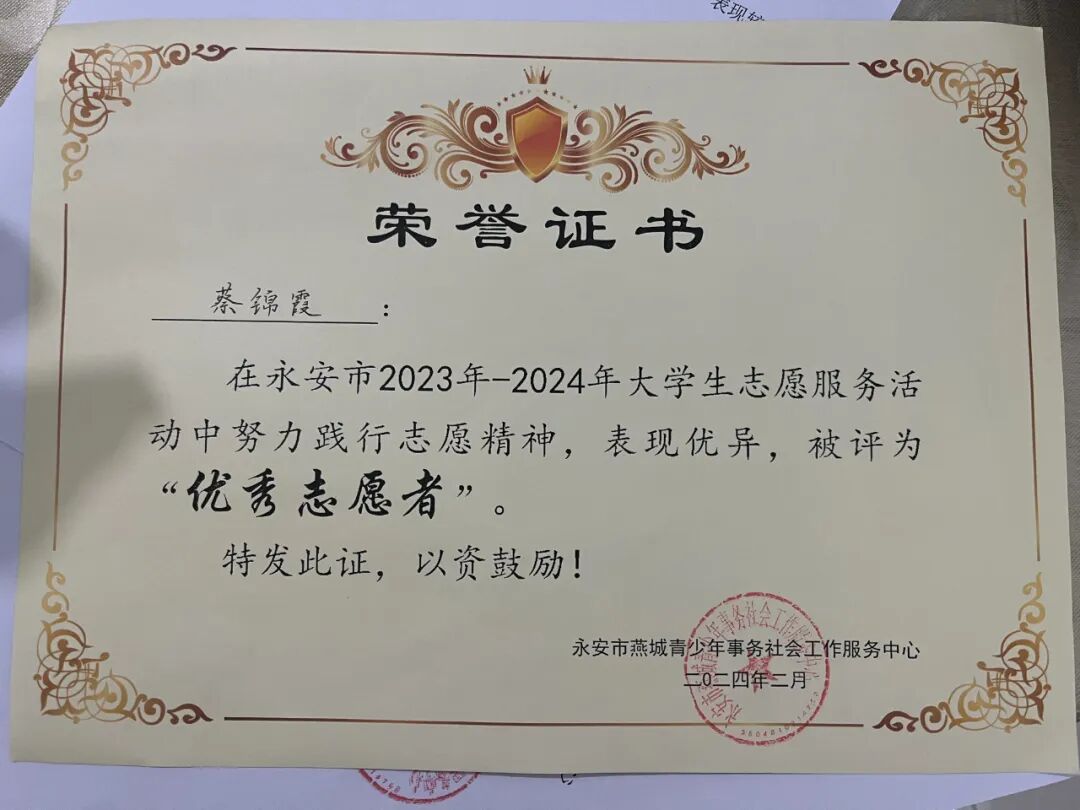 表现
荣誉证书
蔡锦霞：
在永安市2023年-2024年大学生志愿服务活
动中努力践行志愿精神，表现优异，被评为
“优秀志愿者”。
特发此证，以资鼓励！
永安市燕城青少年事务社会工作服务中心
二〇二四年二月